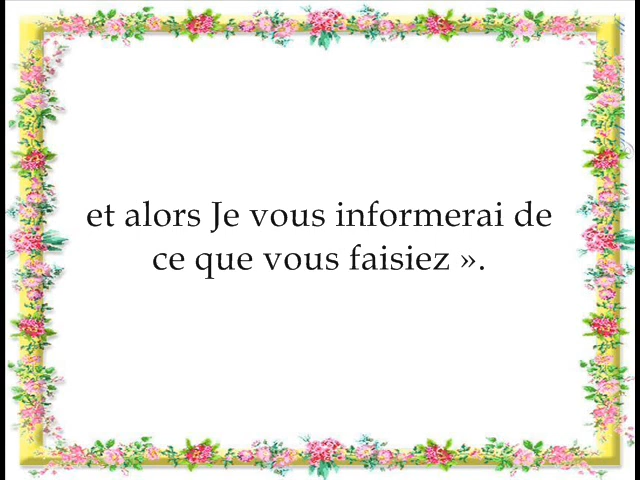 et alors Je vous informerai de
ce que vous faisiez ».